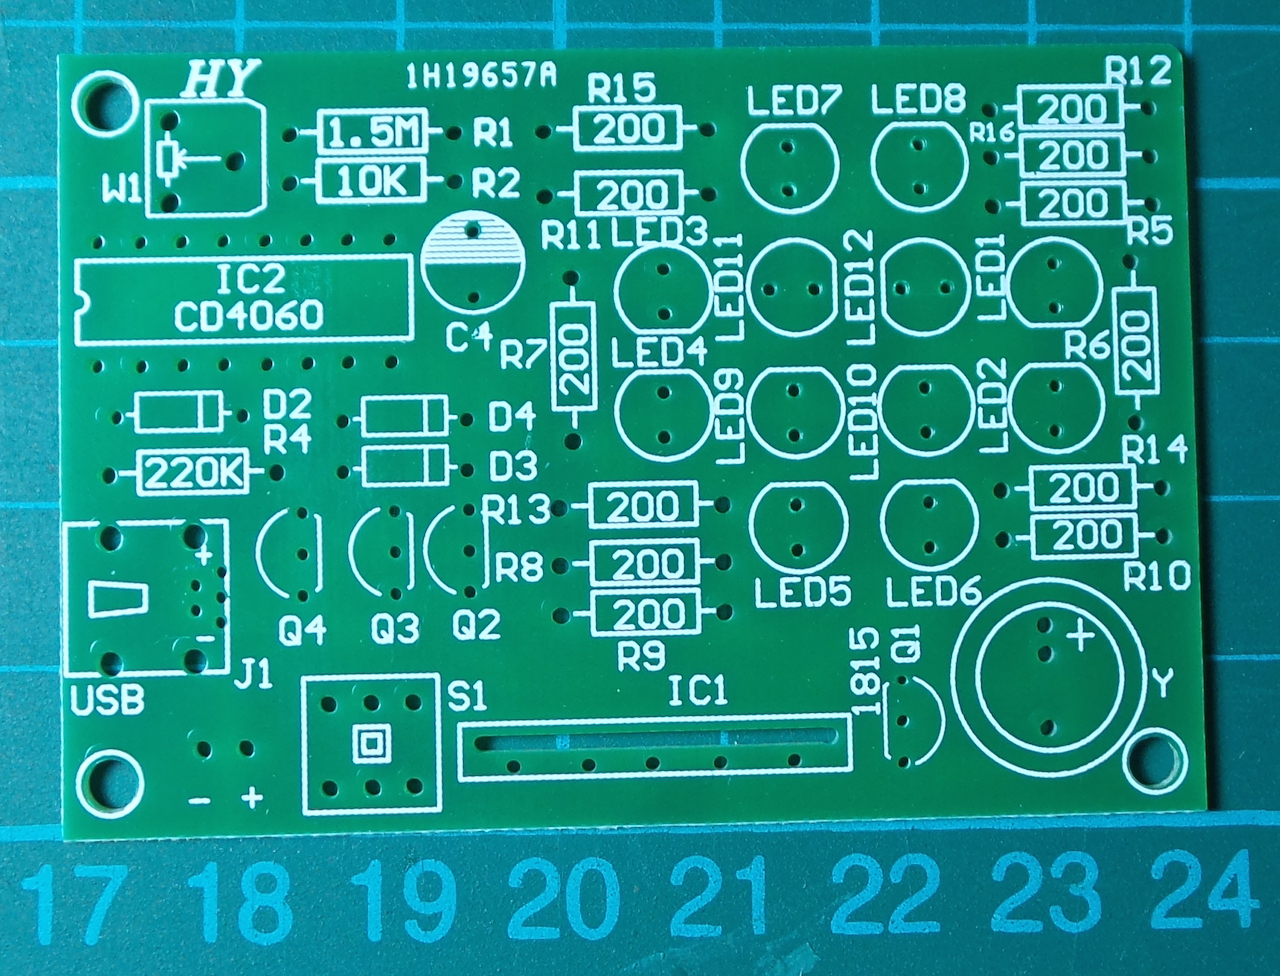 HY
1H19657A
R15
LED7
LED8
R12
1.5M
R1
200
R16
200
10K
R2
200
200
W1
200
R11
LED3
R5
IC2
CD4060
LED11
LED12
LED1
C4
R7
200
LED4
R6
200
D2
R4
D4
LED9
LED10
LED2
220K
D3
R14
R13
200
200
R8
200
200
+
-
Q4
Q3
Q2
200
LED5
LED6
R10
R9
J1
USB
S1
IC1
1815
Q1
+
Y
- +
17 18 19 20 21 22 23 24